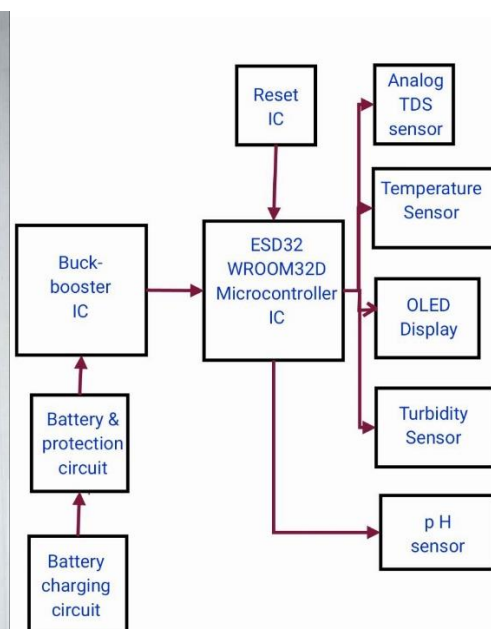 Reset
IC
Analog
TDS
sensor
Temperature
Sensor
Buck-
booster
IC
ESD32
WROOM32D
Microcontroller
IC
OLED
Display
Battery &
protection
circuit
Turbidity
Sensor
p H
sensor
Battery
charging
circuit